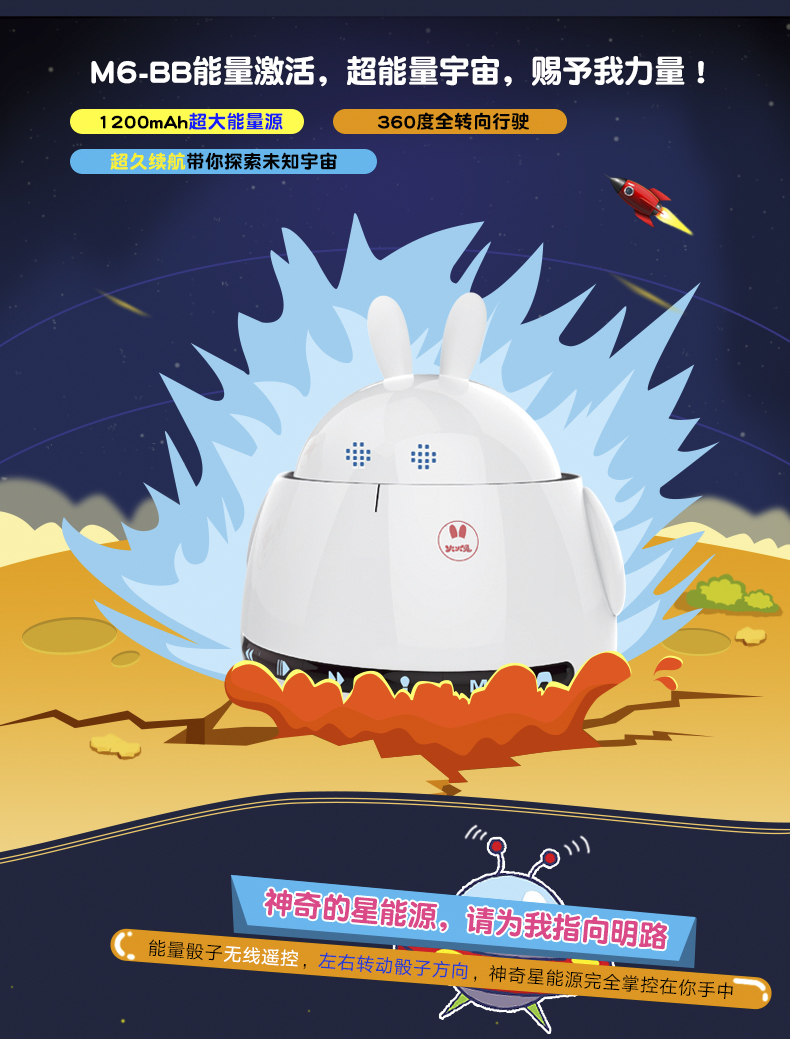 M6-BB能量激活，超能量宇宙，赐予我力量！
1200mAh超大能量源
360度全转向行驶
超久续航带你探索未知宇宙
神奇的星能源，请为我指向明路
能量骰子无线遥控，左右转动骰子方向，神奇星能源完全掌控在你手中